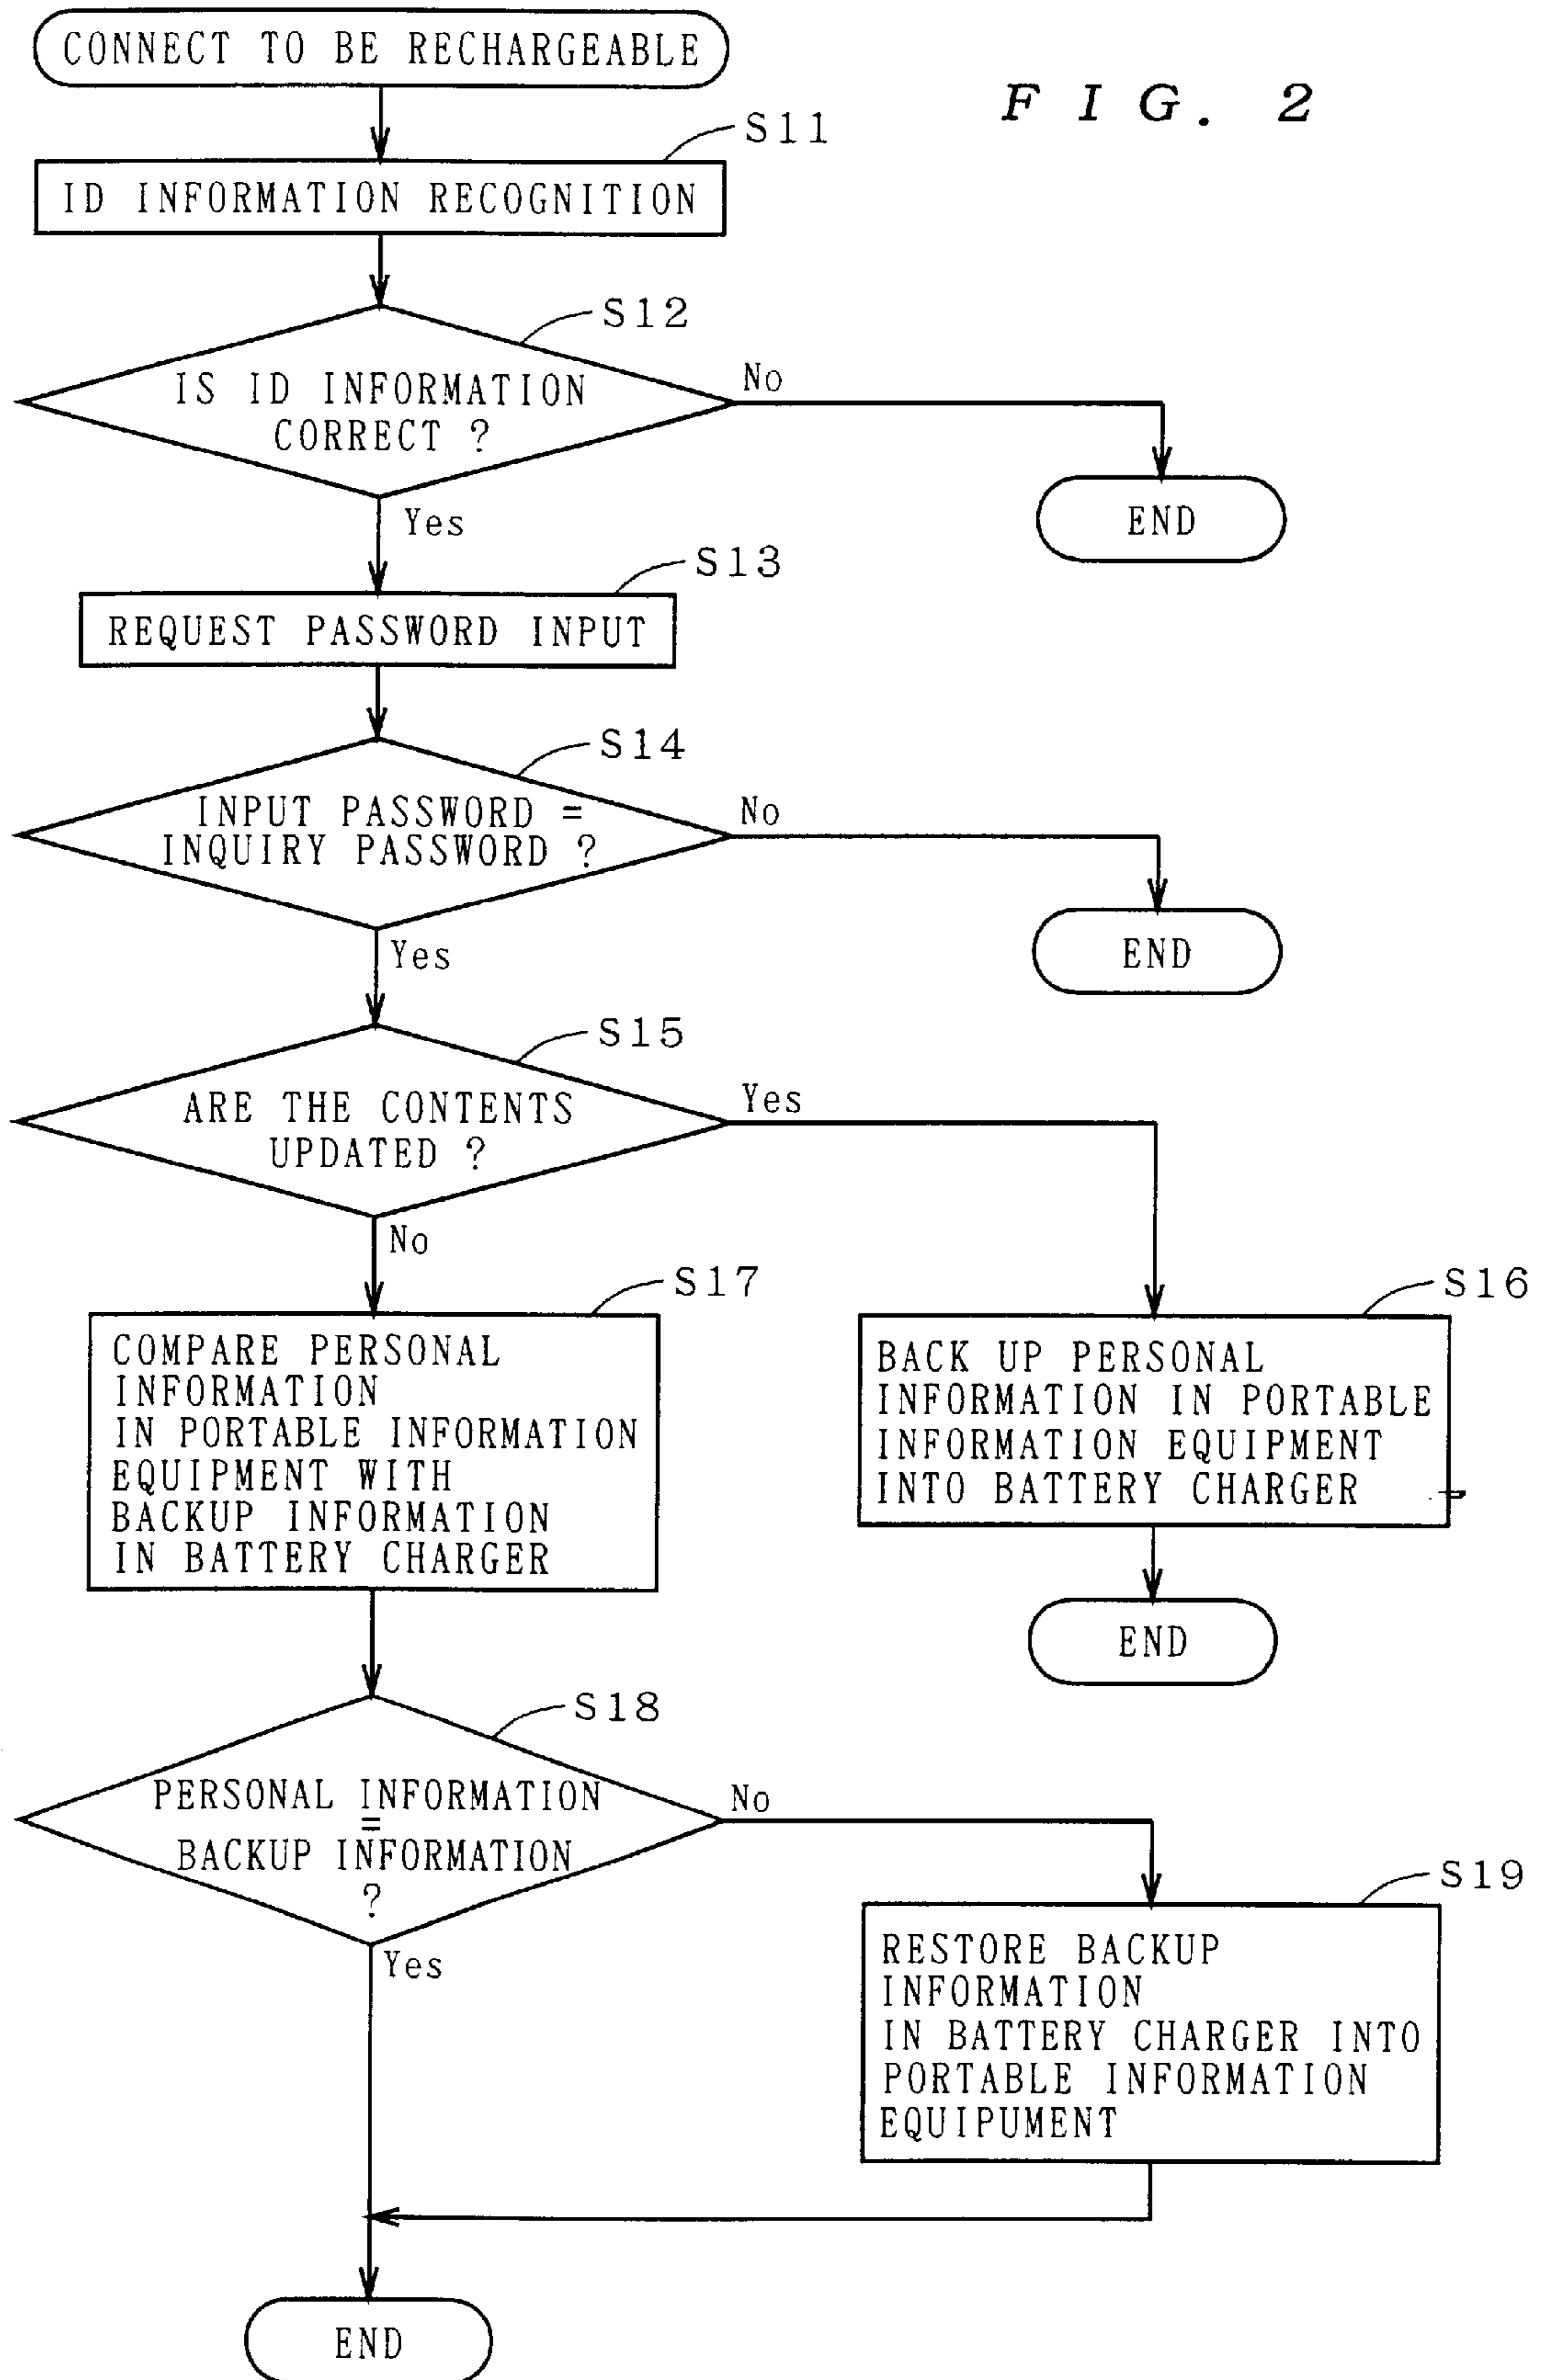 CONNECT TO BE RECHARGEABLE
FIG. 2
S11
ID INFORMATION RECOGNITION
S12
IS ID INFORMATION
CORRECT ?
No
END
Yes
S13
REQUEST PASSWORD INPUT
S14
INPUT PASSWORD =
INQUIRY PASSWORD ?
No
END
Yes
S15
ARE THE CONTENTS
UPDATED ?
Yes
No
S17
COMPARE PERSONAL
INFORMATION
IN PORTABLE INFORMATION
EQUIPMENT WITH
BACKUP INFORMATION
IN BATTERY CHARGER
S16
BACK UP PERSONAL
INFORMATION IN PORTABLE
INFORMATION EQUIPMENT
INTO BATTERY CHARGER
END
S18
PERSONAL INFORMATION
=
BACKUP INFORMATION
?
No
Yes
S19
RESTORE BACKUP
INFORMATION
IN BATTERY CHARGER INTO
PORTABLE INFORMATION
EQUIPUMENT
END